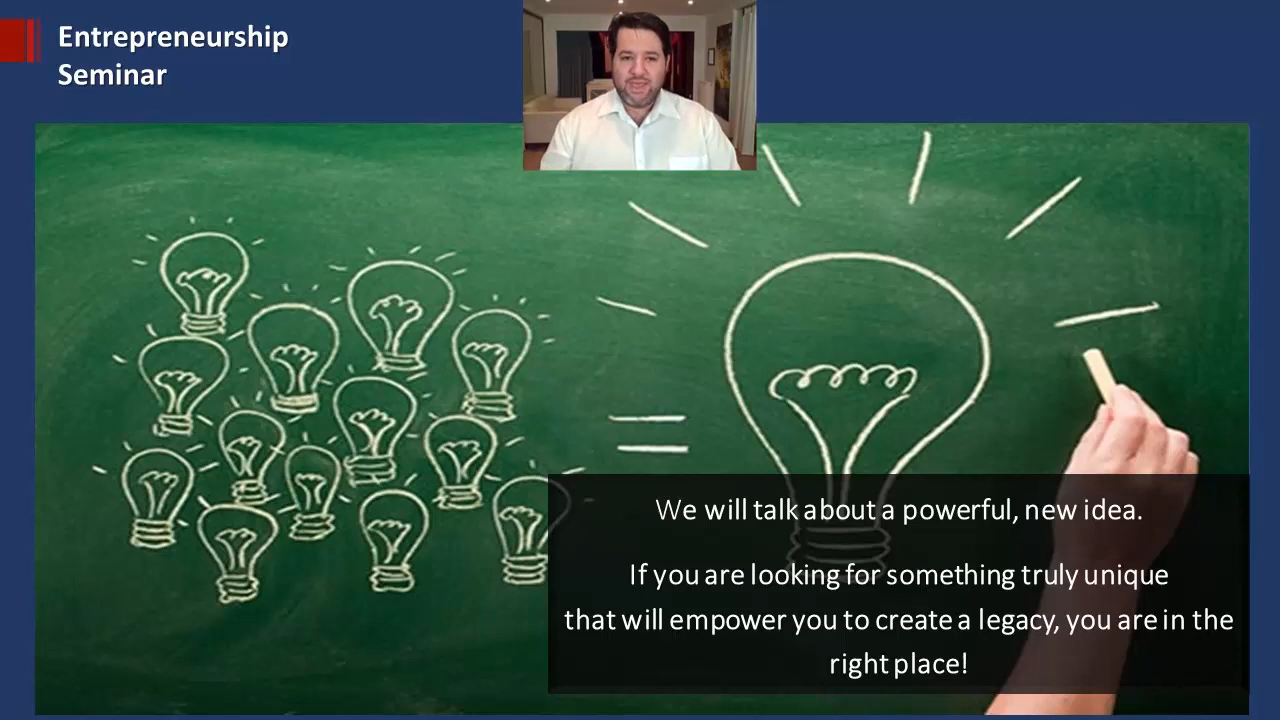 Entrepreneurship
Seminar
We will talk about a powerful, new idea.
If you are looking for something truly unique
that will empower you to create a legacy, you are in the
right place!